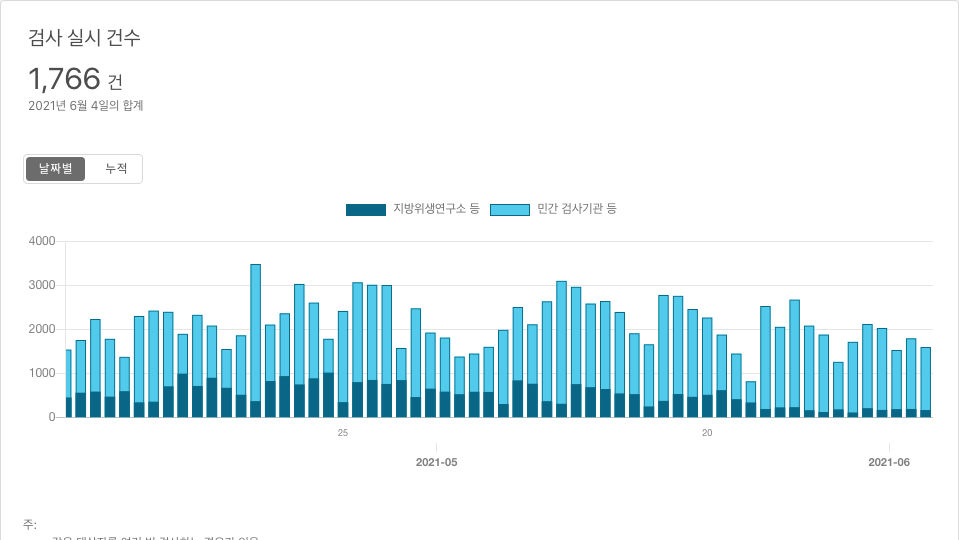 검사 실시 건수
1,766 건
2021년 6월 4일의 합계
날짜별 누적
지방위생연구소 등 민간 검사기관 등
4000
3000
2000
1000
0
25 20
2021-05 2021-06
주: